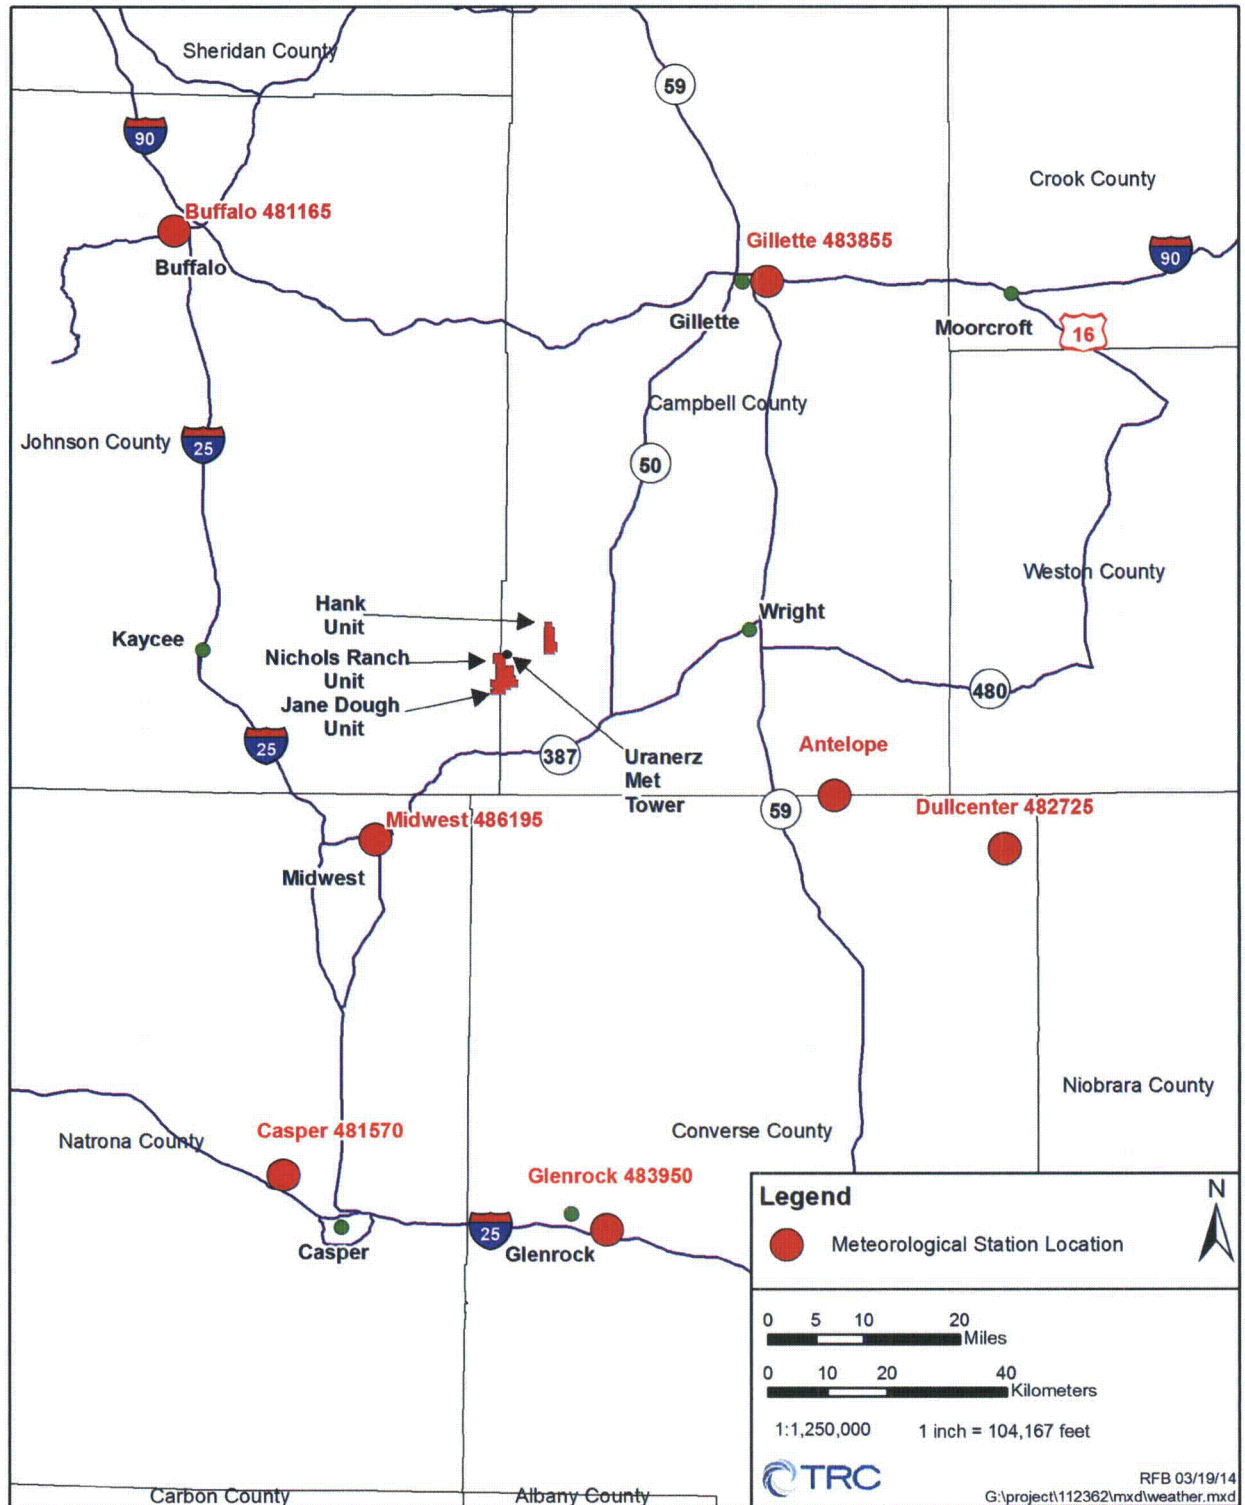 Sheridan County
59
90
Crook County
Buffalo 481165
Gillette 483855
90
Buffalo
Gillette
Moorcroft
16
Campbell County
Johnson County
25
50
Weston County
Hank
Unit
Wright
Kaycee
Nichols Ranch
Unit
Jane Dough
Unit
480
25
387
Uranerz
Met
Tower
Antelope
59
Dullcenter 482725
Midwest 486195
Midwest
Niobrara County
Natrona County
Casper 481570
Converse County
Glenrock 483950
25
Casper
Glenrock
Legend
N
Meteorological Station Location
0 5 10 20
Miles
0 10 20 40
Kilometers
1:1,250,000 1 inch = 104,167 feet
TRC
RFB 03/19/14
G:\project\112362\mxd\weather.mxd
Carbon County
Albany County